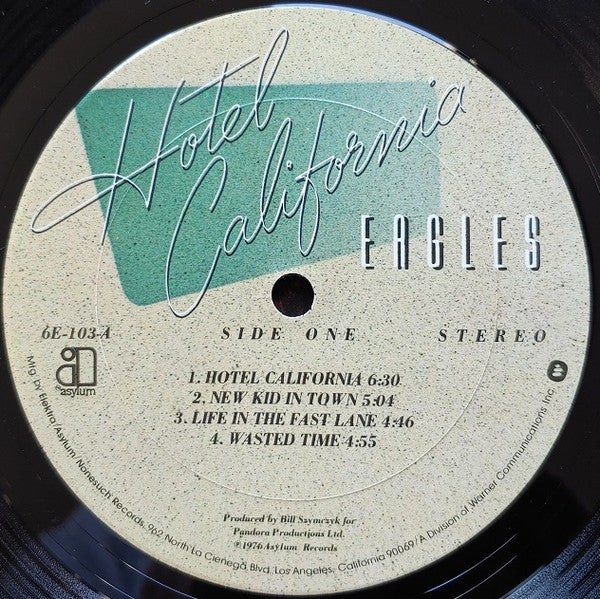 Hotel
California
EAGLES
6E-103-A SIDE ONE STEREO
asylum
1. HOTEL CALIFORNIA 6:30
2. NEW KID IN TOWN 5:04
3. LIFE IN THE FAST LANE 4:46
4. WASTED TIME 4:55
Produced by Bill Szymczyk for
Pandora Productions Ltd.
℗1976 Asylum Records
Mfg. by Elektra/Asylum/Nonesuch Records, 962 North La Cienega Blvd. Los Angeles, California 90069/A Division of Warner Communications Inc.